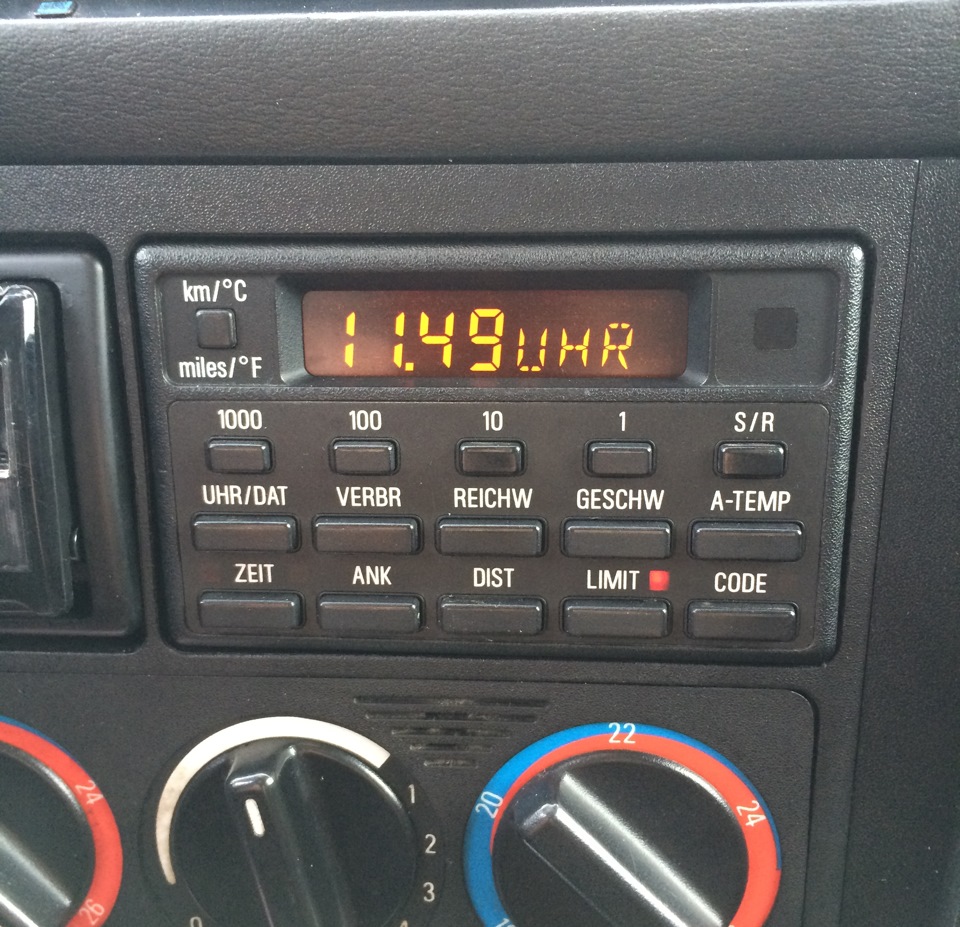 km/°C
11.49 UHR
miles/°F
1000 100 10 1 S/R
UHR/DAT VERBR REICHW GESCHW A-TEMP
ZEIT ANK DIST LIMIT CODE
22
24 1 20 24
2
26 3